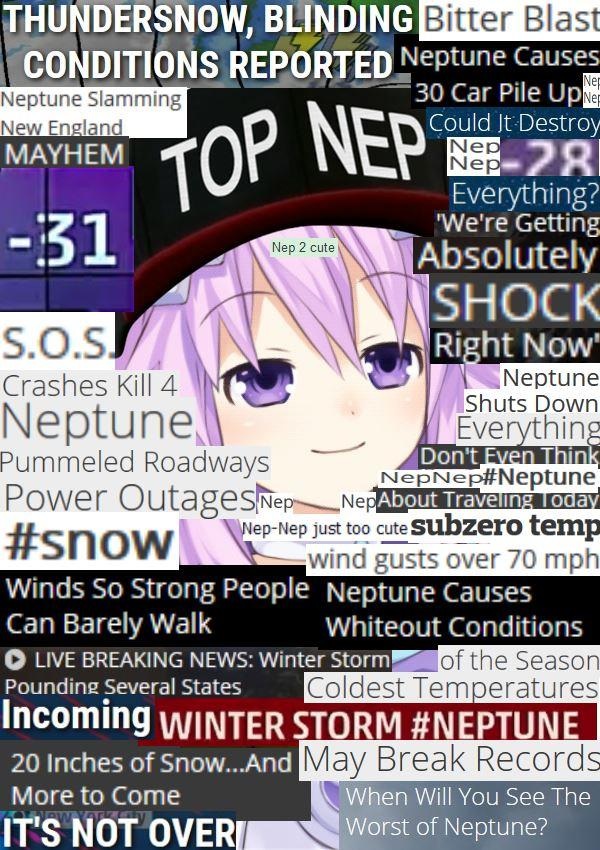 THUNDERSNOW, BLINDING
CONDITIONS REPORTED
Bitter Blast
Neptune Causes
30 Car Pile Up
Nep
Nep
Neptune Slamming
New England
MAYHEM
-31
TOP NEP
Nep 2 cute
Could It Destroy
Nep
Nep
-28
Everything?
'We're Getting
Absolutely
SHOCK
Right Now'
S.O.S.
Crashes Kill 4
Neptune
Pummeled Roadways
Power Outages
Nep
Nep
#snow
Neptune
Shuts Down
Everything
Don't Even Think
NepNep
#Neptune
About Traveling Today
Nep-Nep just too cute
subzero temp
wind gusts over 70 mph
Winds So Strong People
Can Barely Walk
Neptune Causes
Whiteout Conditions
LIVE BREAKING NEWS: Winter Storm
Pounding Several States
of the Season
Coldest Temperatures
Incoming
WINTER STORM #NEPTUNE
20 Inches of Snow...And
More to Come
May Break Records
When Will You See The
Worst of Neptune?
New York City
IT'S NOT OVER